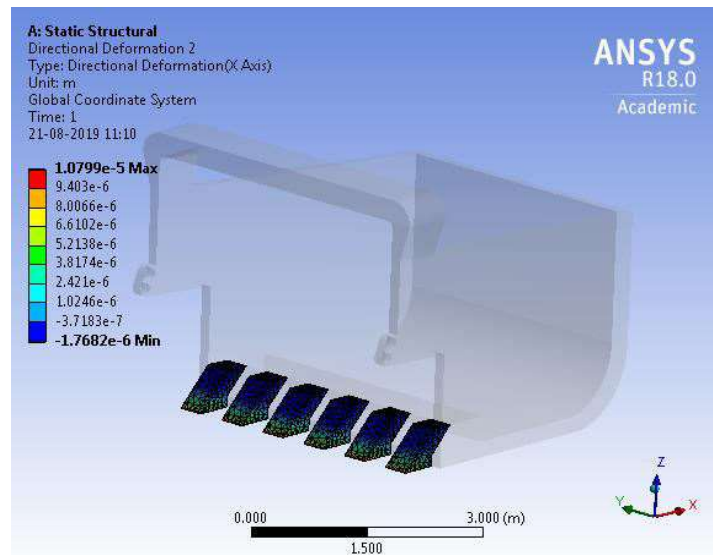 A: Static Structural
Directional Deformation 2
Type: Directional Deformation(X Axis)
Unit: m
Global Coordinate System
Time: 1
21-08-2019 11:10
ANSYS
R18.0
Academic
1.0799e-5 Max
9.403e-6
8.0066e-6
6.6102e-6
5.2138e-6
3.8174e-6
2.421e-6
1.0246e-6
-3.7183e-7
-1.7682e-6 Min
Z
Y
X
0.000
3.000 (m)
1.500